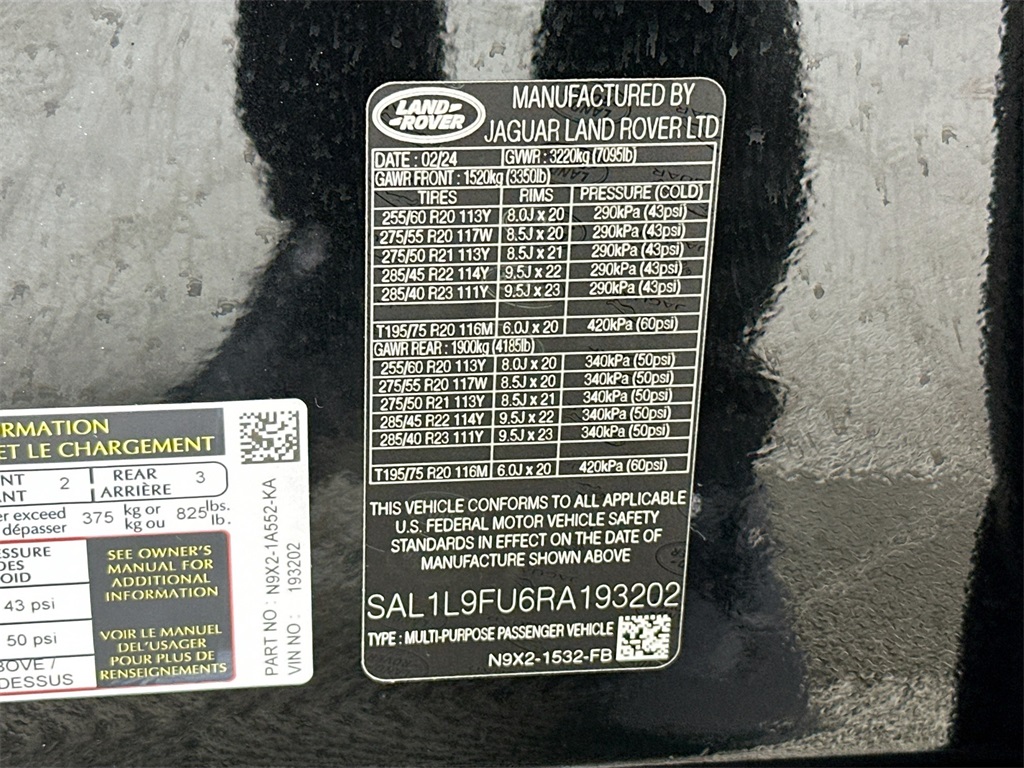 LAND-
-ROVER
MANUFACTURED BY
JAGUAR LAND ROVER LTD
DATE : 02/24 GVWR : 3220kg (7095lb)
GAWR FRONT : 1520kg (3350lb)
TIRES RIMS PRESSURE (COLD)
255/60 R20 113Y 8.0J x 20 290kPa (43psi)
275/55 R20 117W 8.5J x 20 290kPa (43psi)
275/50 R21 113Y 8.5J x 21 290kPa (43psi)
285/45 R22 114Y 9.5J x 22 290kPa (43psi)
285/40 R23 111Y 9.5J x 23 290kPa (43psi)
T195/75 R20 116M 6.0J x 20 420kPa (60psi)
GAWR REAR : 1900kg (4185lb)
255/60 R20 113Y 8.0J x 20 340kPa (50psi)
275/55 R20 117W 8.5J x 20 340kPa (50psi)
275/50 R21 113Y 8.5J x 21 340kPa (50psi)
285/45 R22 114Y 9.5J x 22 340kPa (50psi)
285/40 R23 111Y 9.5J x 23 340kPa (50psi)
T195/75 R20 116M 6.0J x 20 420kPa (60psi)
THIS VEHICLE CONFORMS TO ALL APPLICABLE
U.S. FEDERAL MOTOR VEHICLE SAFETY
STANDARDS IN EFFECT ON THE DATE OF
MANUFACTURE SHOWN ABOVE
SAL1L9FU6RA193202
TYPE : MULTI-PURPOSE PASSENGER VEHICLE
N9X2-1532-FB
RMATION
ET LE CHARGEMENT
NT 2 REAR 3
ANT ARRIÈRE
er exceed 375 kg or 825 lbs.
dépasser kg ou lb.
ESSURE
DES
OID
43 psi
50 psi
BOVE /
DESSUS
SEE OWNER'S
MANUAL FOR
ADDITIONAL
INFORMATION
VOIR LE MANUEL
DEL'USAGER
POUR PLUS DE
RENSEIGNEMENTS
PART NO : N9X2-1A552-KA
VIN NO : 193202